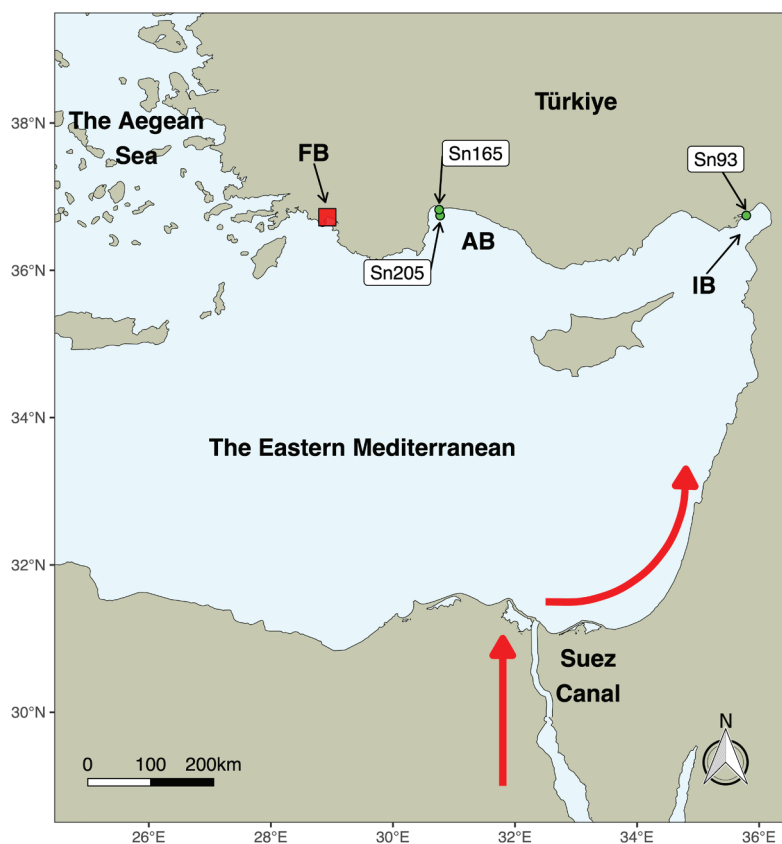 38°N
36°N
34°N
32°N
30°N
The Aegean
Sea
Türkiye
FB
Sn165
Sn93
AB
Sn205
IB
The Eastern Mediterranean
Suez
Canal
N
0 100 200km
26°E 28°E 30°E 32°E 34°E 36°E